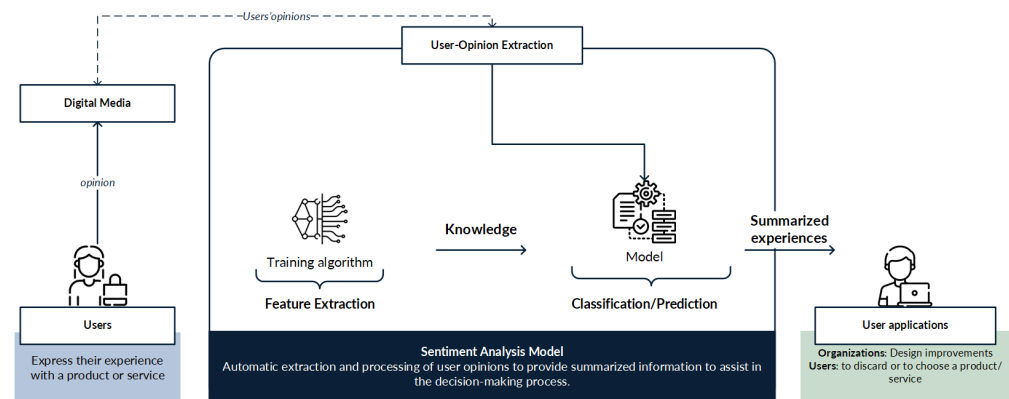 Users'opinions
User-Opinion Extraction
Digital Media
opinion
Knowledge
Summarized
experiences
Training algorithm
Model
Feature Extraction
Classification/Prediction
Users
User applications
Express their experience
with a product or service
Sentiment Analysis Model
Automatic extraction and processing of user opinions to provide summarized information to assist in
the decision-making process.
Organizations: Design improvements
Users: to discard or to choose a product/
service